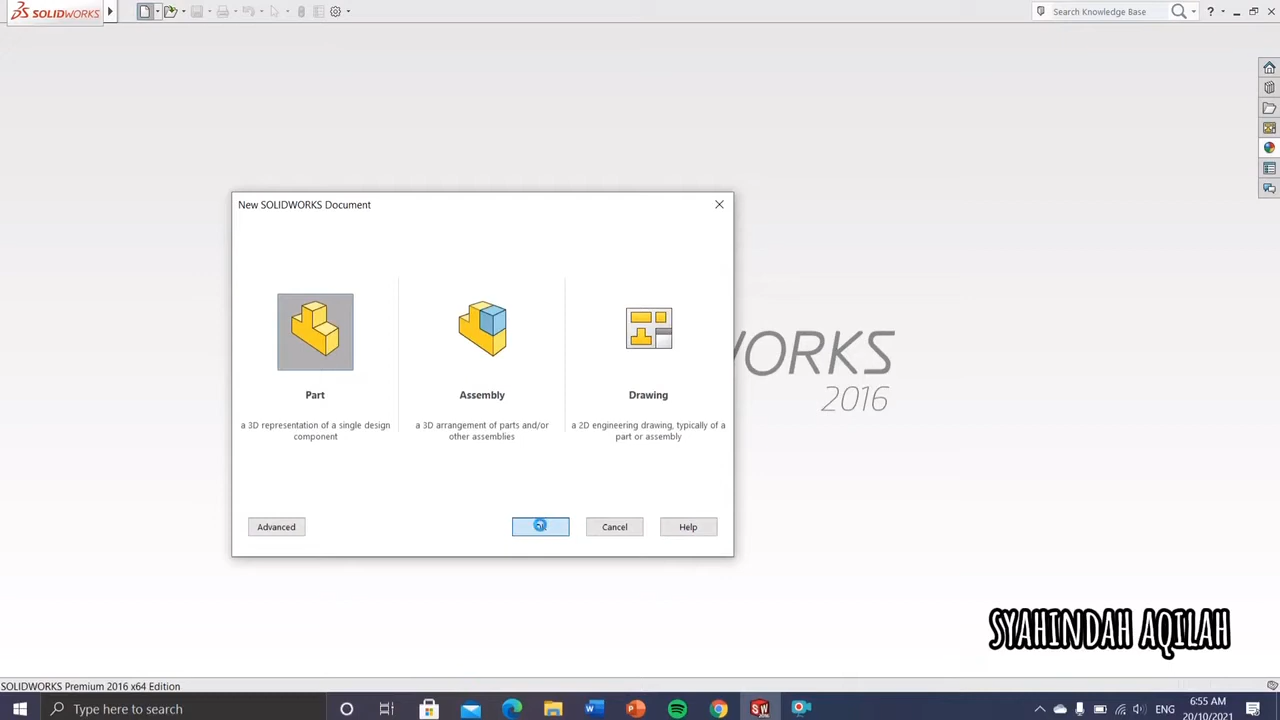 SOLIDWORKS
Search Knowledge Base
?
New SOLIDWORKS Document
WORKS
2016
Part
Assembly
Drawing
a 3D representation of a single design
component
a 3D arrangement of parts and/or
other assemblies
a 2D engineering drawing, typically of a
part or assembly
Advanced
Cancel
Help
SYAHINDAH AQILAH
SOLIDWORKS Premium 2016 x64 Edition
Type here to search
ENG
6:55 AM
20/10/2021